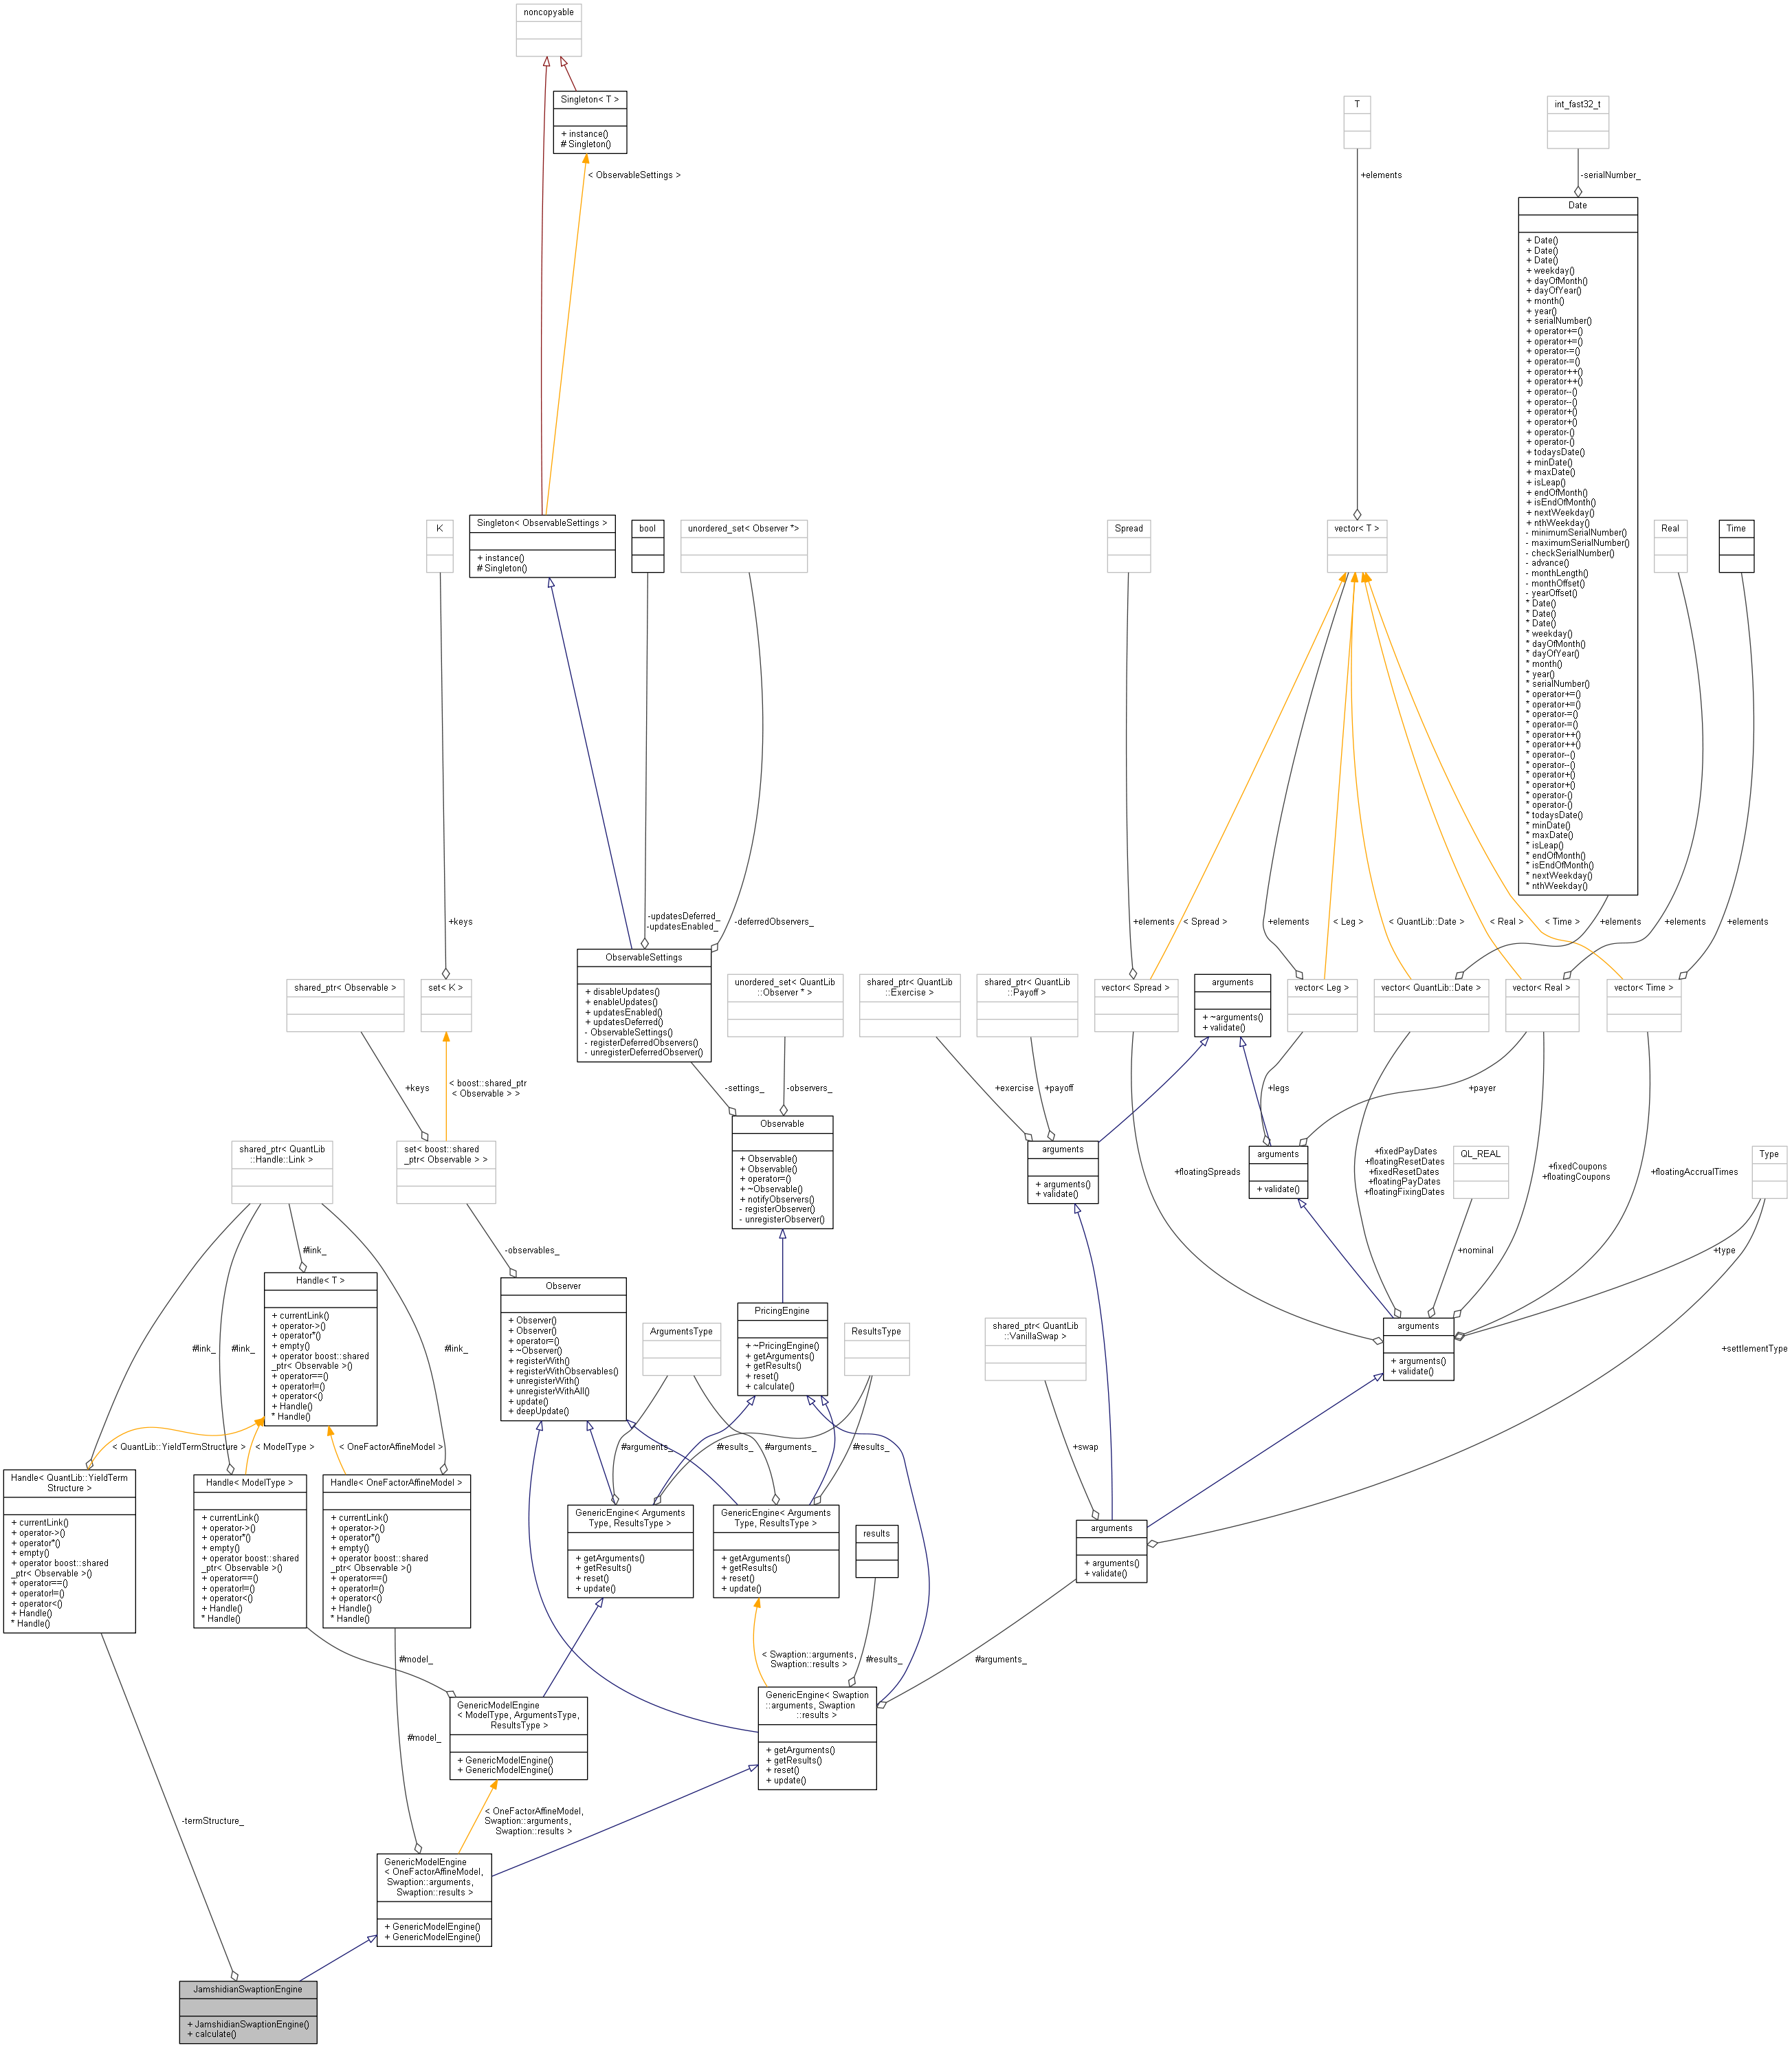 noncopyable
Singleton< T >
+ instance()
# Singleton()
< ObservableSettings >
T
+elements
int_fast32_t
-serialNumber_
Date
+ Date()
+ Date()
+ Date()
+ weekday()
+ dayOfMonth()
+ dayOfYear()
+ month()
+ year()
+ serialNumber()
+ operator+=()
+ operator+=()
+ operator-=()
+ operator-=()
+ operator++()
+ operator++()
+ operator--()
+ operator--()
+ operator+()
+ operator+()
+ operator-()
+ operator-()
+ todaysDate()
+ minDate()
+ maxDate()
+ isLeap()
+ endOfMonth()
+ isEndOfMonth()
+ nextWeekday()
+ nthWeekday()
- minimumSerialNumber()
- maximumSerialNumber()
- checkSerialNumber()
- advance()
- monthLength()
- monthOffset()
- yearOffset()
* Date()
* Date()
* Date()
* weekday()
* dayOfMonth()
* dayOfYear()
* month()
* year()
* serialNumber()
* operator+=()
* operator+=()
* operator-=()
* operator-=()
* operator++()
* operator++()
* operator--()
* operator--()
* operator+()
* operator+()
* operator-()
* operator-()
* todaysDate()
* minDate()
* maxDate()
* isLeap()
* endOfMonth()
* isEndOfMonth()
* nextWeekday()
* nthWeekday()
K
Singleton< ObservableSettings >
+ instance()
# Singleton()
bool
unordered_set< Observer *>
Spread
vector< T >
Real
Time
+keys
-updatesDeferred_
-updatesEnabled_
-deferredObservers_
+elements
< Spread >
+elements
< Leg >
< QuantLib::Date >
< Real >
< Time >
+elements
+elements
+elements
ObservableSettings
+ disableUpdates()
+ enableUpdates()
+ updatesEnabled()
+ updatesDeferred()
- ObservableSettings()
- registerDeferredObservers()
- unregisterDeferredObserver()
shared_ptr< Observable >
set< K >
unordered_set< QuantLib
::Observer * >
shared_ptr< QuantLib
::Exercise >
shared_ptr< QuantLib
::Payoff >
vector< Spread >
arguments
+ ~arguments()
+ validate()
vector< Leg >
vector< QuantLib::Date >
vector< Real >
vector< Time >
+keys
< boost::shared_ptr
< Observable > >
-settings_
-observers_
+exercise
+payoff
+legs
+payer
shared_ptr< QuantLib
::Handle::Link >
set< boost::shared
_ptr< Observable > >
Observable
+ Observable()
+ Observable()
+ operator=()
+ ~Observable()
+ notifyObservers()
- registerObserver()
- unregisterObserver()
arguments
+ arguments()
+ validate()
+floatingSpreads
arguments
+ validate()
+fixedPayDates
+floatingResetDates
+fixedResetDates
+floatingPayDates
+floatingFixingDates
QL_REAL
+fixedCoupons
+floatingCoupons
+floatingAccrualTimes
Type
#link_
-observables_
+nominal
+type
Handle< T >
+ currentLink()
+ operator->()
+ operator*()
+ empty()
+ operator boost::shared
_ptr< Observable >()
+ operator==()
+ operator!=()
+ operator<()
+ Handle()
* Handle()
Observer
+ Observer()
+ Observer()
+ operator=()
+ ~Observer()
+ registerWith()
+ registerWithObservables()
+ unregisterWith()
+ unregisterWithAll()
+ update()
+ deepUpdate()
PricingEngine
+ ~PricingEngine()
+ getArguments()
+ getResults()
+ reset()
+ calculate()
ArgumentsType
ResultsType
shared_ptr< QuantLib
::VanillaSwap >
arguments
+ arguments()
+ validate()
#link_
#link_
#link_
+settlementType
< QuantLib::YieldTermStructure >
< ModelType >
< OneFactorAffineModel >
#arguments_
#results_
#arguments_
#results_
+swap
Handle< QuantLib::YieldTerm
Structure >
+ currentLink()
+ operator->()
+ operator*()
+ empty()
+ operator boost::shared
_ptr< Observable >()
+ operator==()
+ operator!=()
+ operator<()
+ Handle()
* Handle()
Handle< ModelType >
+ currentLink()
+ operator->()
+ operator*()
+ empty()
+ operator boost::shared
_ptr< Observable >()
+ operator==()
+ operator!=()
+ operator<()
+ Handle()
* Handle()
Handle< OneFactorAffineModel >
+ currentLink()
+ operator->()
+ operator*()
+ empty()
+ operator boost::shared
_ptr< Observable >()
+ operator==()
+ operator!=()
+ operator<()
+ Handle()
* Handle()
GenericEngine< Arguments
Type, ResultsType >
+ getArguments()
+ getResults()
+ reset()
+ update()
GenericEngine< Arguments
Type, ResultsType >
+ getArguments()
+ getResults()
+ reset()
+ update()
results
arguments
+ arguments()
+ validate()
#model_
< Swaption::arguments,
Swaption::results >
#results_
#arguments_
GenericModelEngine
< ModelType, ArgumentsType,
ResultsType >
+ GenericModelEngine()
+ GenericModelEngine()
GenericEngine< Swaption
::arguments, Swaption
::results >
+ getArguments()
+ getResults()
+ reset()
+ update()
#model_
-termStructure_
< OneFactorAffineModel,
Swaption::arguments,
Swaption::results >
GenericModelEngine
< OneFactorAffineModel,
Swaption::arguments,
Swaption::results >
+ GenericModelEngine()
+ GenericModelEngine()
JamshidianSwaptionEngine
+ JamshidianSwaptionEngine()
+ calculate()